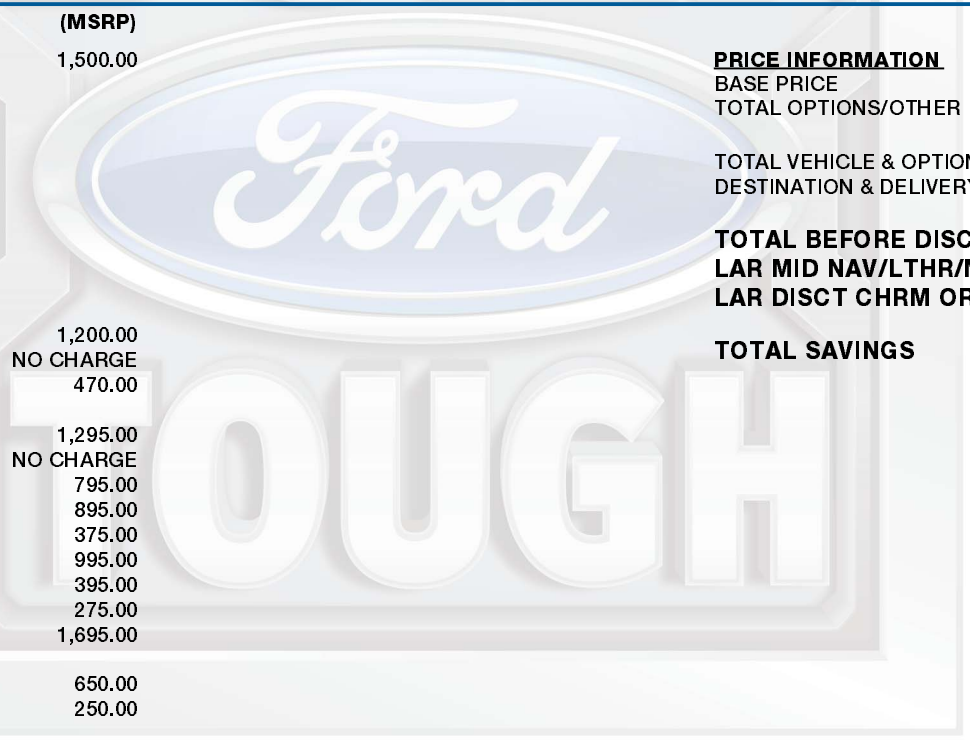 (MSRP)
1,500.00
1,200.00
NO CHARGE
470.00
1,295.00
NO CHARGE
795.00
895.00
375.00
995.00
395.00
275.00
1,695.00
650.00
250.00
PRICE INFORMATION
BASE PRICE
TOTAL OPTIONS/OTHER
TOTAL VEHICLE & OPTION
DESTINATION & DELIVERY
TOTAL BEFORE DISC
LAR MID NAV/LTHR/
LAR DISCT CHRM OR
TOTAL SAVINGS
Ford
TOUGH